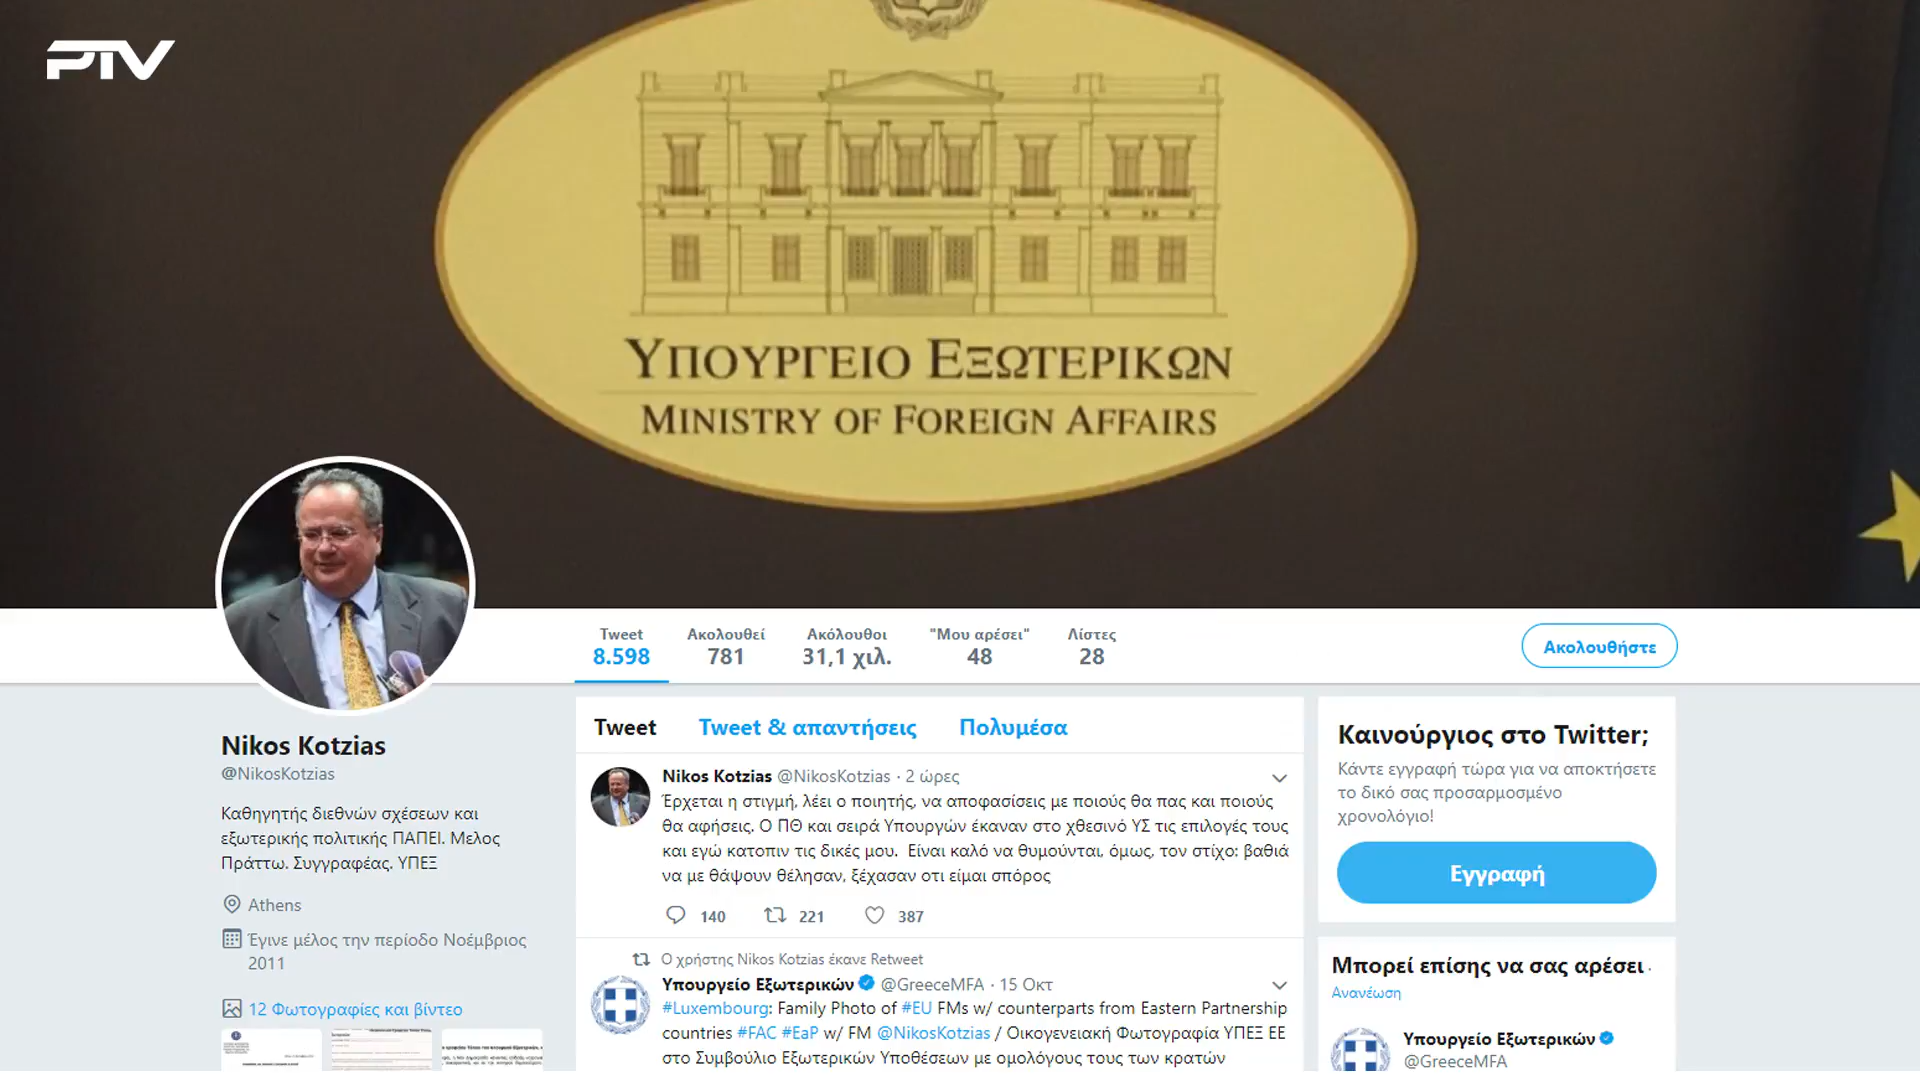 PTV
ΥΠΟΥΡΓΕΙΟ ΕΞΩΤΕΡΙΚΩΝ
MINISTRY OF FOREIGN AFFAIRS
Tweet
8.598
Ακολουθεί
781
Ακόλουθοι
31,1 χιλ.
"Μου αρέσει"
48
Λίστες
28
Ακολουθήστε
Nikos Kotzias
@NikosKotzias
Καθηγητής διεθνών σχέσεων και
εξωτερικής πολιτικής ΠΑΠΕΙ. Μελος
Πράττω. Συγγραφέας. ΥΠΕΞ
Athens
Έγινε μέλος την περίοδο Νοέμβριος
2011
12 Φωτογραφίες και βίντεο
Tweet Tweet & απαντήσεις Πολυμέσα
Nikos Kotzias @NikosKotzias · 2 ώρες
Έρχεται η στιγμή, λέει ο ποιητής, να αποφασίσεις με ποιούς θα πας και ποιούς
θα αφήσεις. Ο ΠΘ και σειρά Υπουργών έκαναν στο χθεσινό ΥΣ τις επιλογές τους
και εγώ κατοπιν τις δικές μου. Είναι καλό να θυμούνται, όμως, τον στίχο: βαθιά
να με θάψουν θέλησαν, ξέχασαν οτι είμαι σπόρος
140 221 387
Ο χρήστης Nikos Kotzias έκανε Retweet
Υπουργείο Εξωτερικών @GreeceMFA · 15 Οκτ
#Luxembourg: Family Photo of #EU FMs w/ counterparts from Eastern Partnership
countries #FAC #EaP w/ FM @NikosKotzias / Οικογενειακή Φωτογραφία ΥΠΕΞ ΕΕ
στο Συμβούλιο Εξωτερικών Υποθέσεων με ομολόγους τους των κρατών
Καινούργιος στο Twitter;
Κάντε εγγραφή τώρα για να αποκτήσετε
το δικό σας προσαρμοσμένο
χρονολόγιο!
Εγγραφή
Μπορεί επίσης να σας αρέσει ·
Ανανέωση
Υπουργείο Εξωτερικών
@GreeceMFA